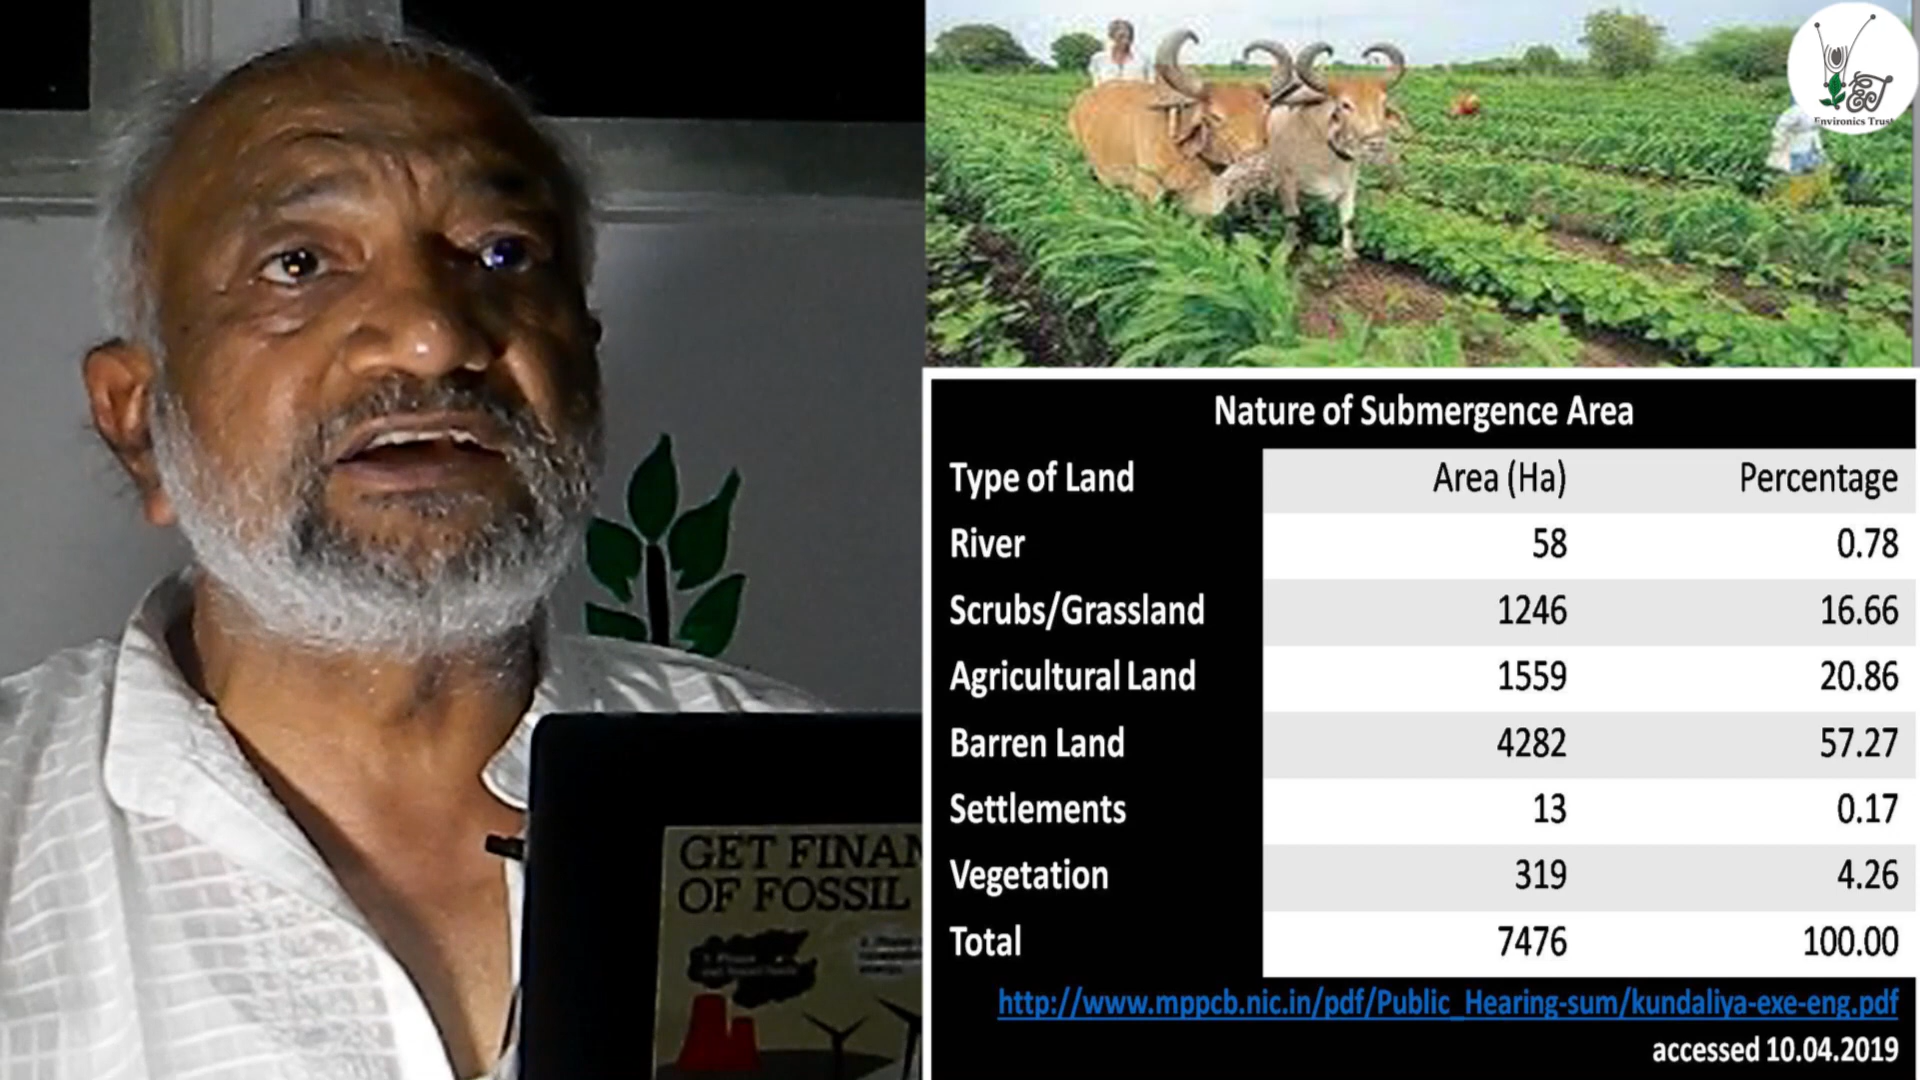 Environics Trust
Nature of Submergence Area
Type of Land Area (Ha) Percentage
River 58 0.78
Scrubs/Grassland 1246 16.66
Agricultural Land 1559 20.86
Barren Land 4282 57.27
Settlements 13 0.17
Vegetation 319 4.26
Total 7476 100.00
http://www.mppcb.nic.in/pdf/Public_Hearing-sum/kundaliya-exe-eng.pdf
accessed 10.04.2019
GET FINAN
OF FOSSIL